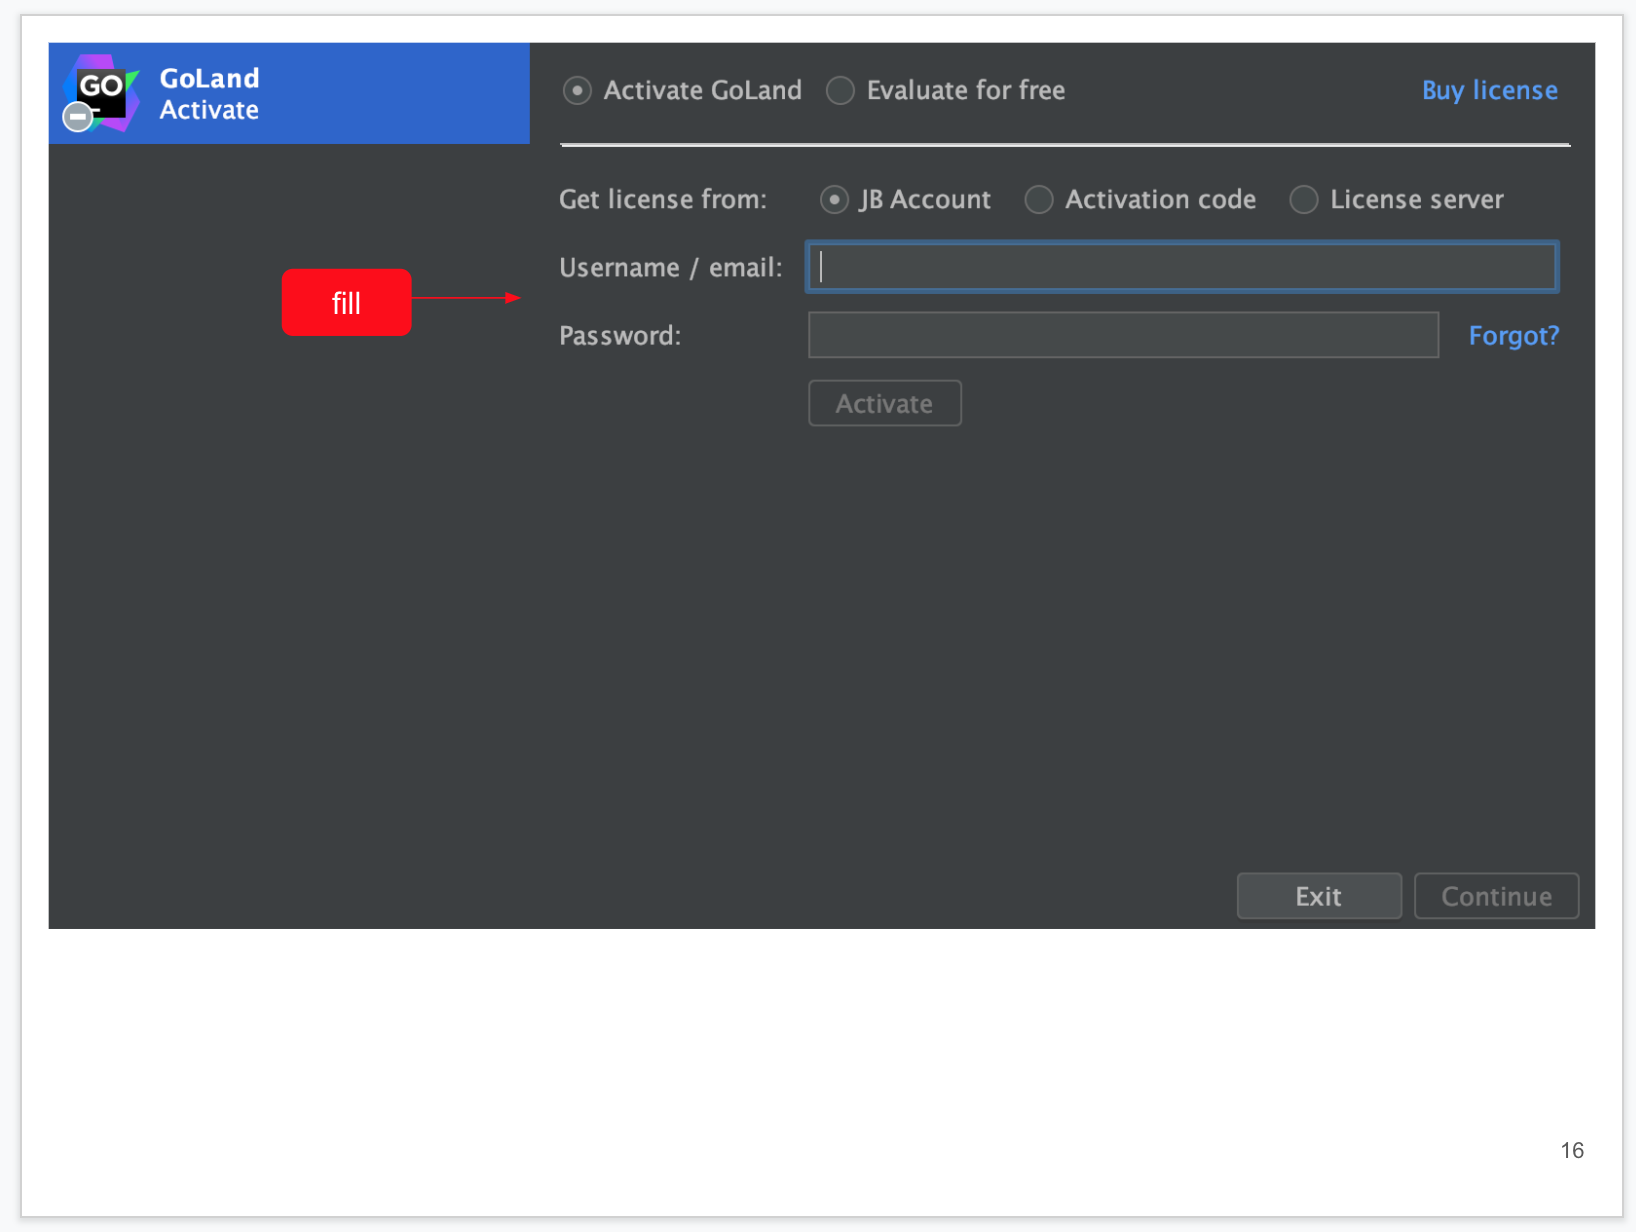 GO
GoLand
Activate
Activate GoLand Evaluate for free Buy license
Get license from: JB Account Activation code License server
Username / email:
fill
Password: Forgot?
Activate
Exit Continue
16